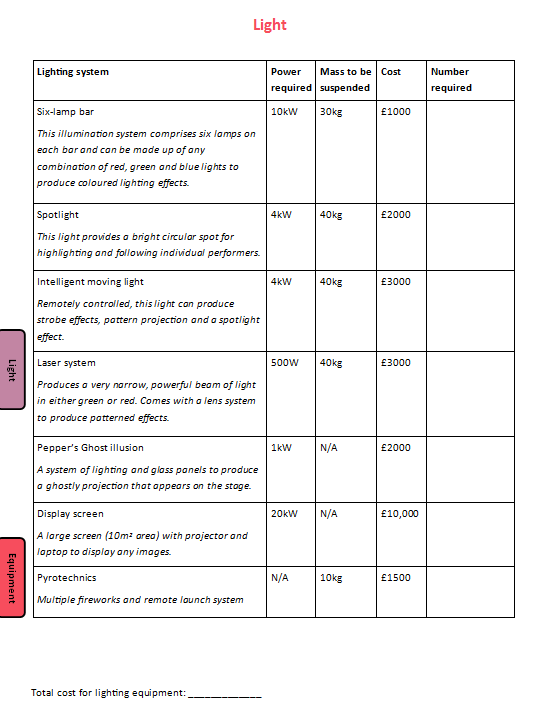 Light
Lighting system
Power
required
Mass to be
suspended
Cost
Number
required
Six-lamp bar
10kW
30kg
£1000
This illumination system comprises six lamps on
each bar and can be made up of any
combination of red, green and blue lights to
produce coloured lighting effects.
Spotlight
4kW
40kg
£2000
This light provides a bright circular spot for
highlighting and following individual performers.
Intelligent moving light
4kW
40kg
£3000
Remotely controlled, this light can produce
strobe effects, pattern projection and a spotlight
effect.
Light
Laser system
500W
40kg
£3000
Produces a very narrow, powerful beam of light
in either green or red. Comes with a lens system
to produce patterned effects.
Pepper's Ghost illusion
1kW
N/A
£2000
A system of lighting and glass panels to produce
a ghostly projection that appears on the stage.
Display screen
20kW
N/A
£10,000
A large screen (10m² area) with projector and
laptop to display any images.
Equipment
Pyrotechnics
N/A
10kg
£1500
Multiple fireworks and remote launch system
Total cost for lighting equipment: _____________